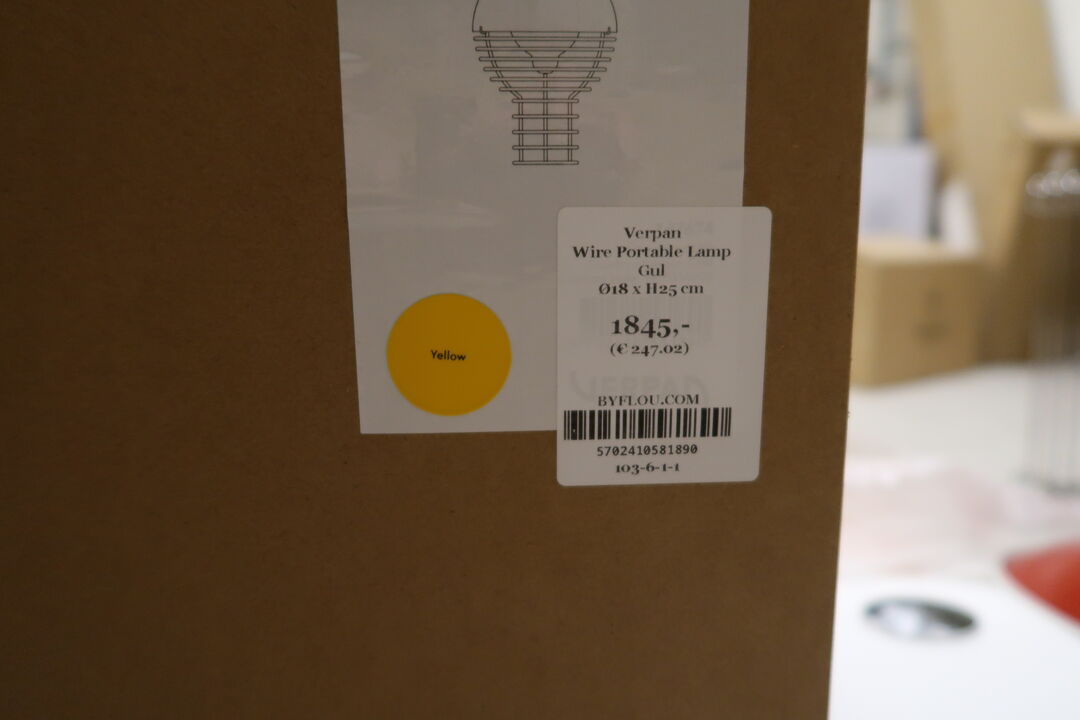 Verpan
Wire Portable Lamp
Gul
Ø18 x H25 cm
1845,-
(€ 247.02)
Yellow
BYFLOU.COM
5702410581890
103-6-1-1